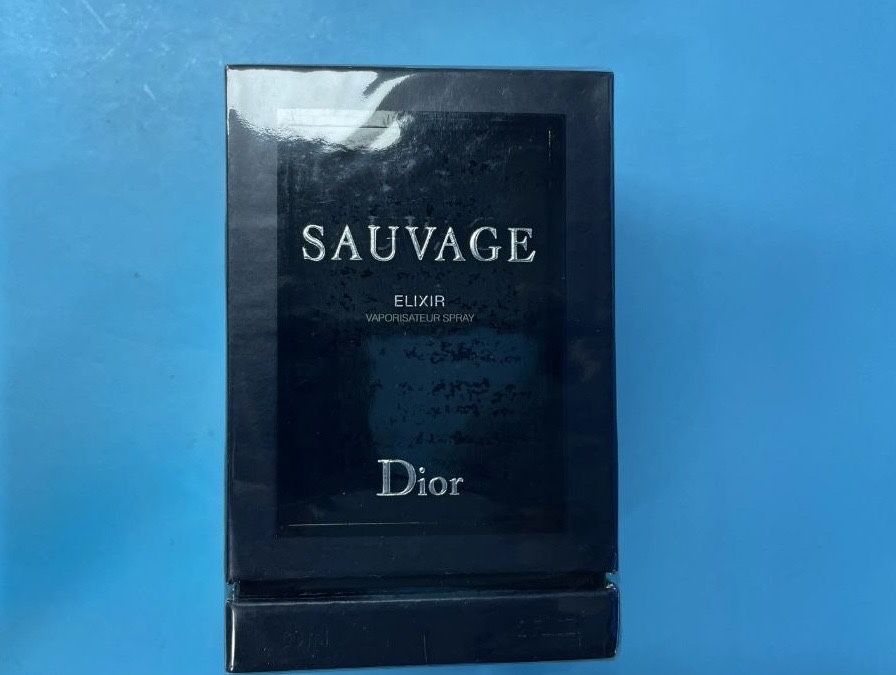 SAUVAGE
ELIXIR
VAPORISATEUR SPRAY
Dior